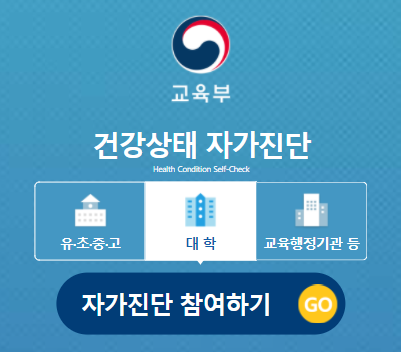 교육부
건강상태 자가진단
Health Condition Self-Check
유·초·중·고
대 학
교육행정기관 등
자가진단 참여하기 GO